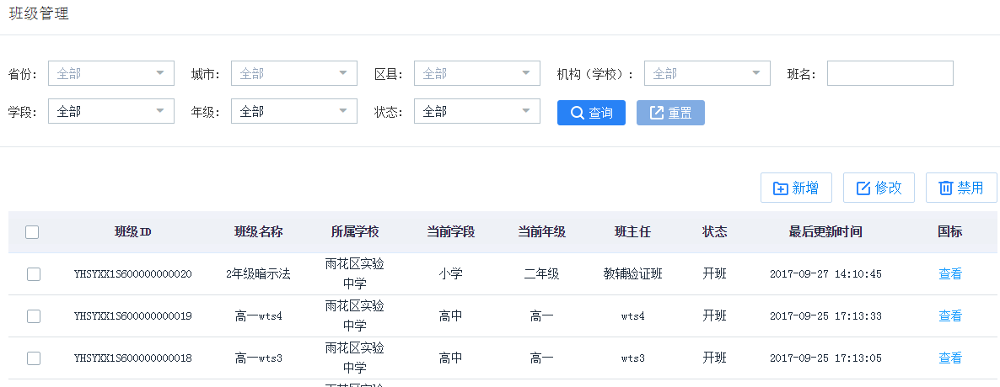 班级管理
省份: 全部 城市: 全部 区县: 全部 机构（学校）: 全部 班名:
学段: 全部 年级: 全部 状态: 全部 查询 重置
新增 修改 禁用
班级ID 班级名称 所属学校 当前学段 当前年级 班主任 状态 最后更新时间 国标
YHSYXX1S600000000020 2年级暗示法 雨花区实验中学 小学 二年级 教辅验证班 开班 2017-09-27 14:10:45 查看
YHSYXX1S600000000019 高一wts4 雨花区实验中学 高中 高一 wts4 开班 2017-09-25 17:13:33 查看
YHSYXX1S600000000018 高一wts3 雨花区实验中学 高中 高一 wts3 开班 2017-09-25 17:13:05 查看